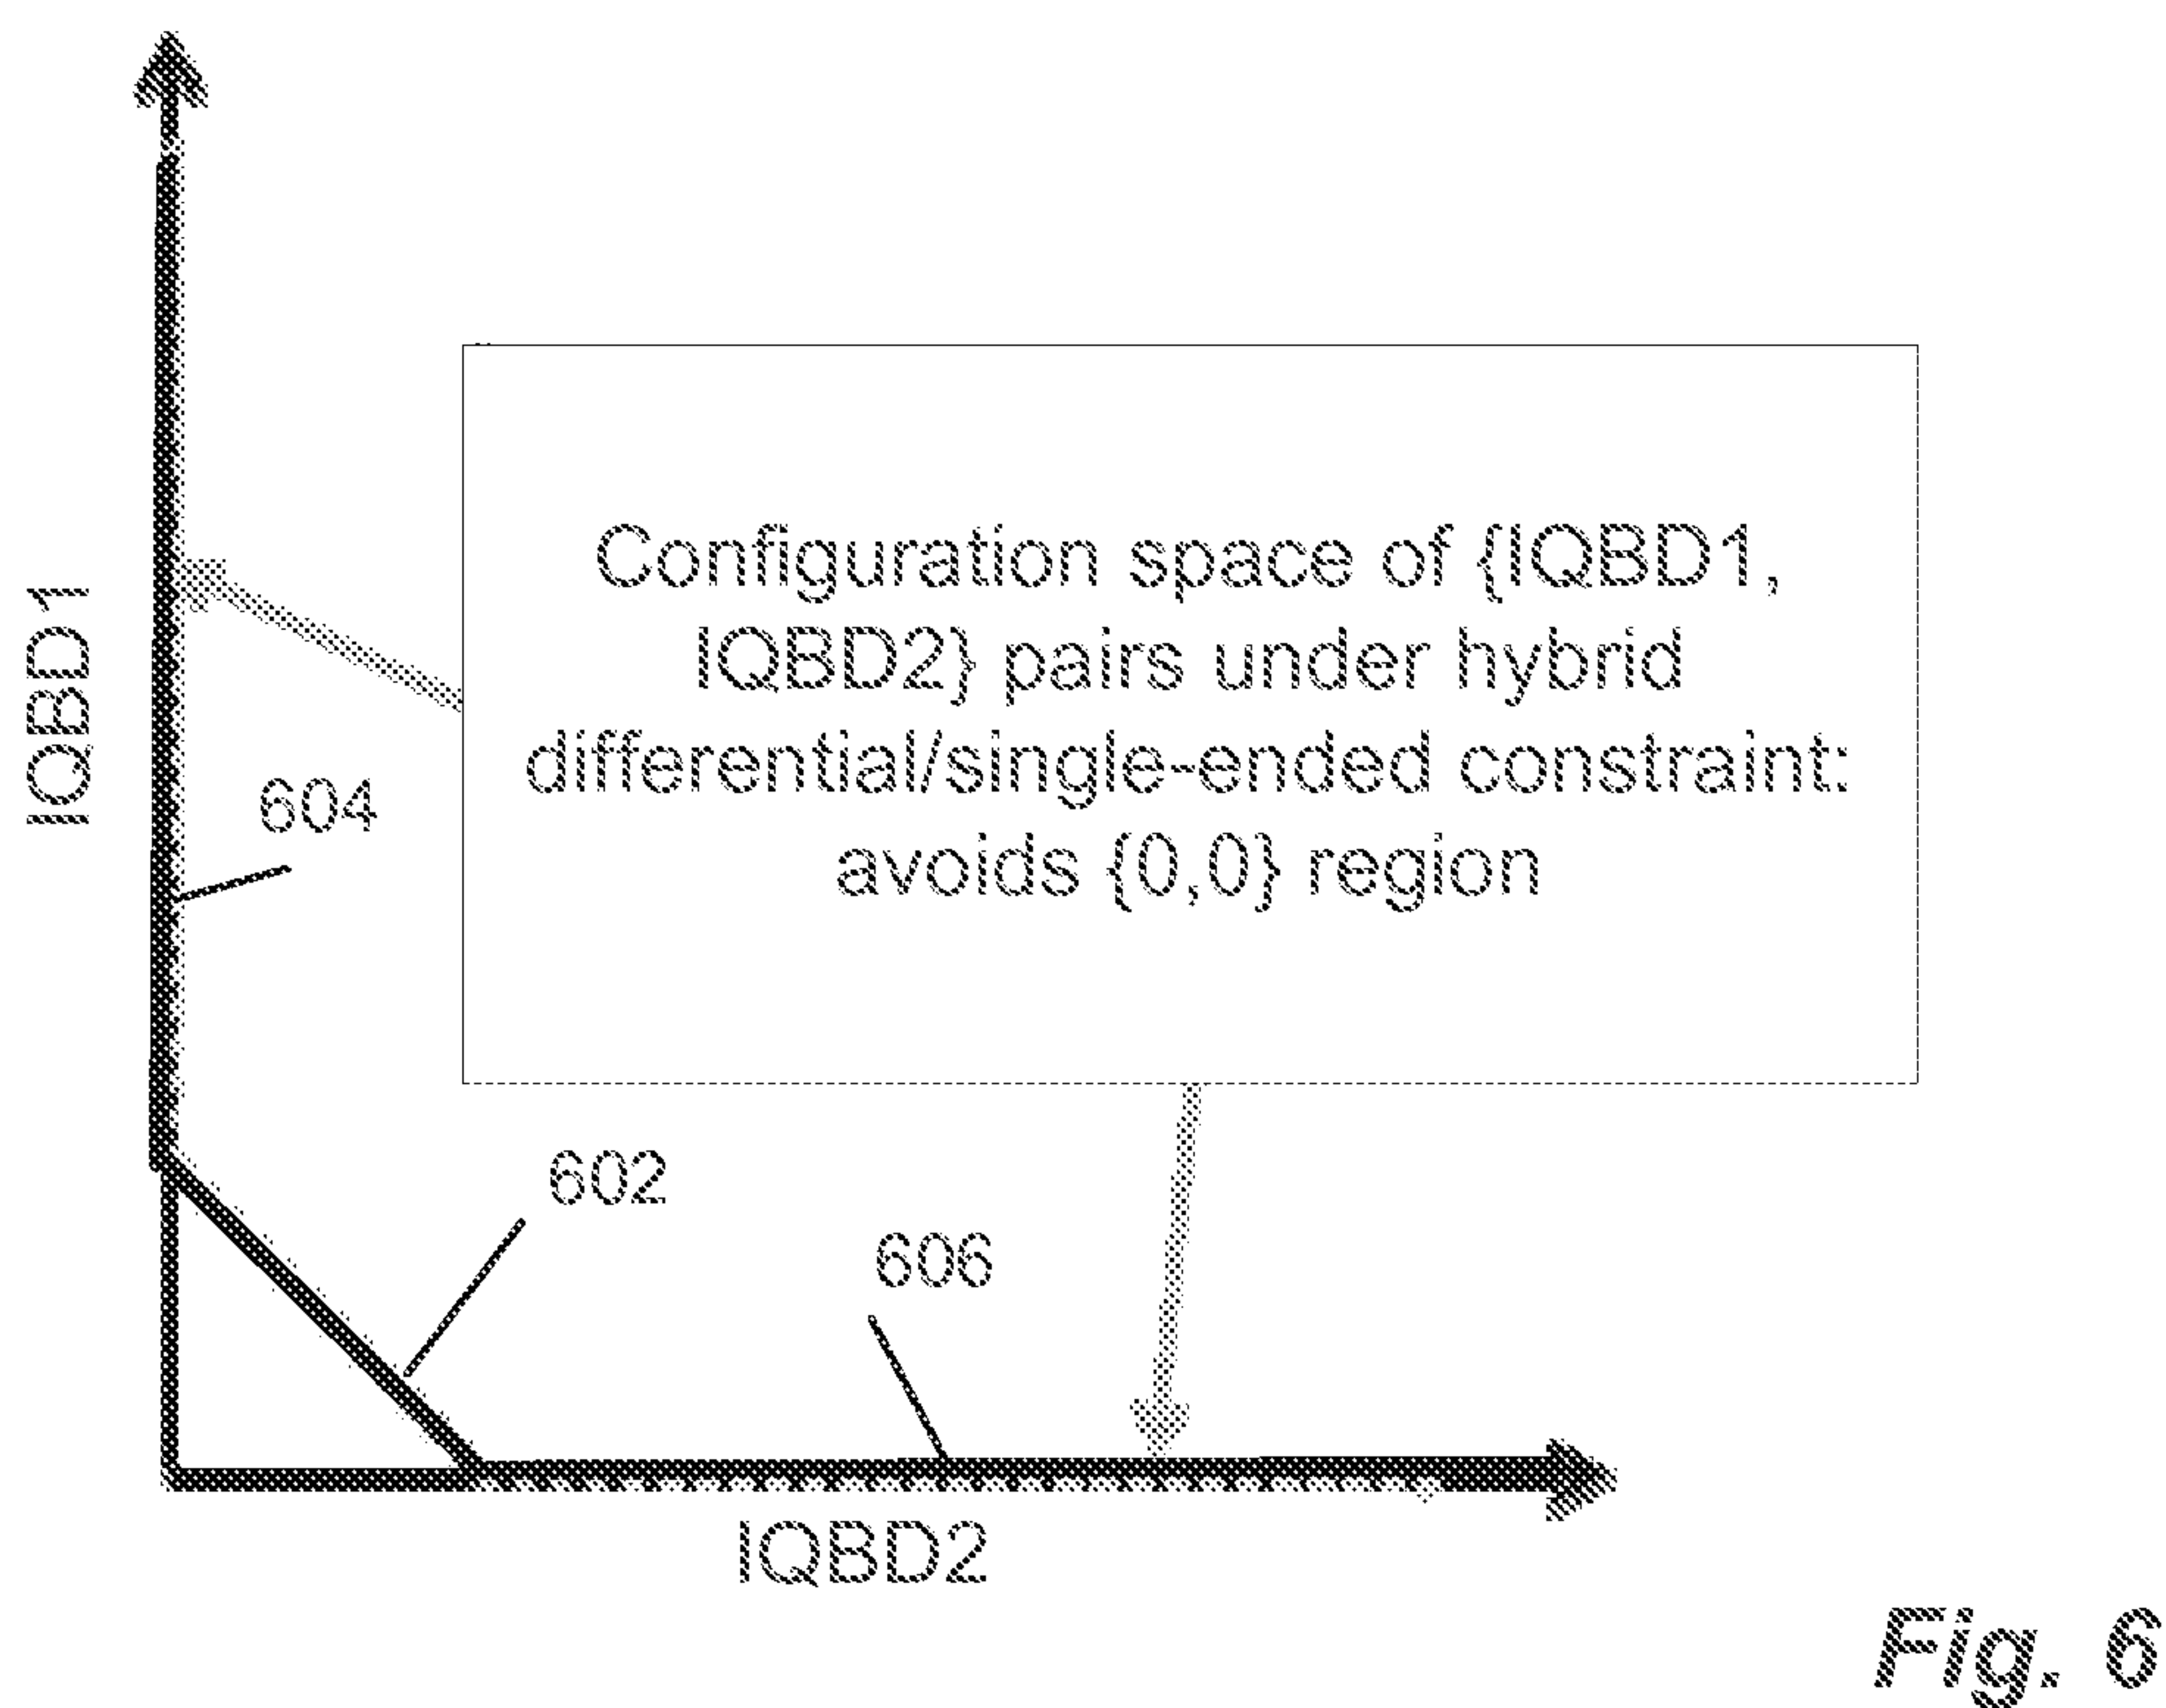 IQBD1
Configuration space of {IQBD1,
IQBD2} pairs under hybrid
differential/single-ended constraint:
avoids {0,0} region
604
602
606
IQBD2
Fig. 6